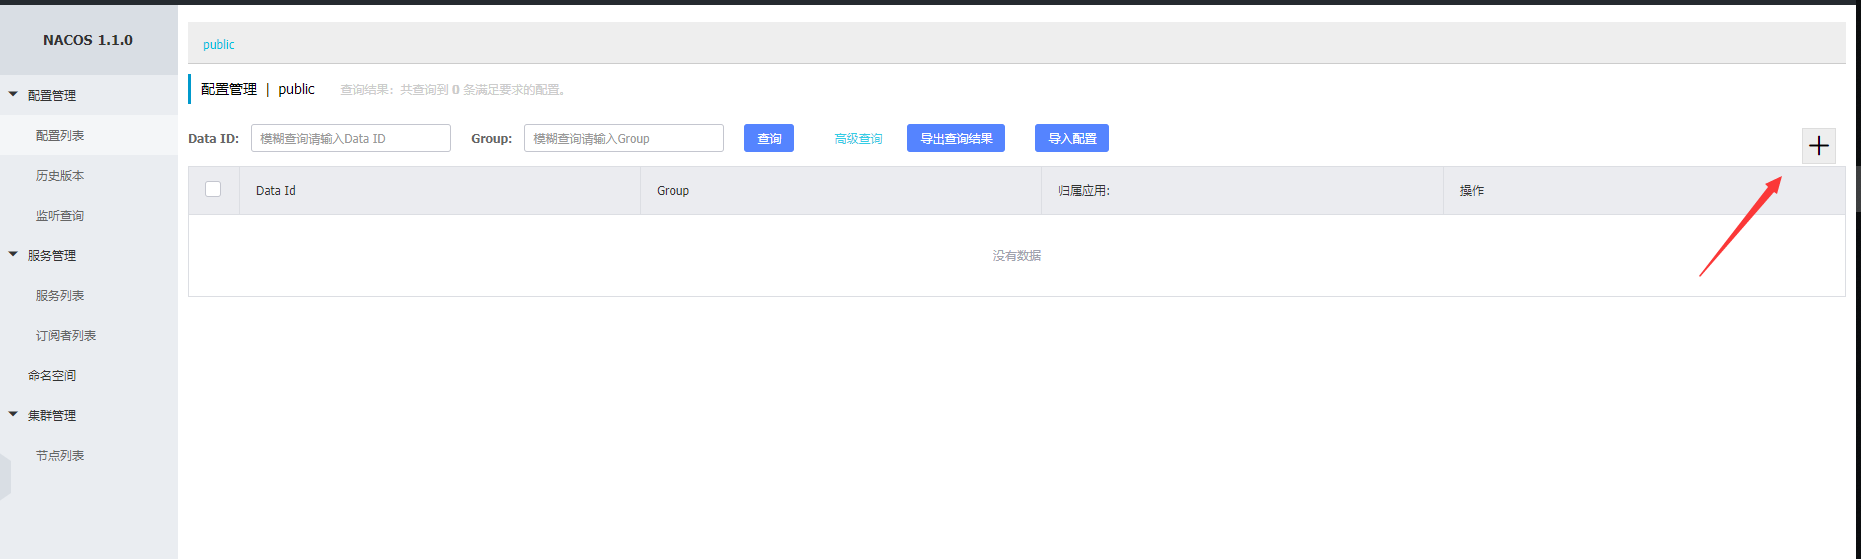 NACOS 1.1.0
配置管理
配置列表
历史版本
监听查询
服务管理
服务列表
订阅者列表
命名空间
集群管理
节点列表
public
配置管理 | public 查询结果：共查询到 0 条满足要求的配置。
Data ID: 模糊查询请输入Data ID Group: 模糊查询请输入Group 查询 高级查询 导出查询结果 导入配置
Data Id Group 归属应用: 操作
没有数据